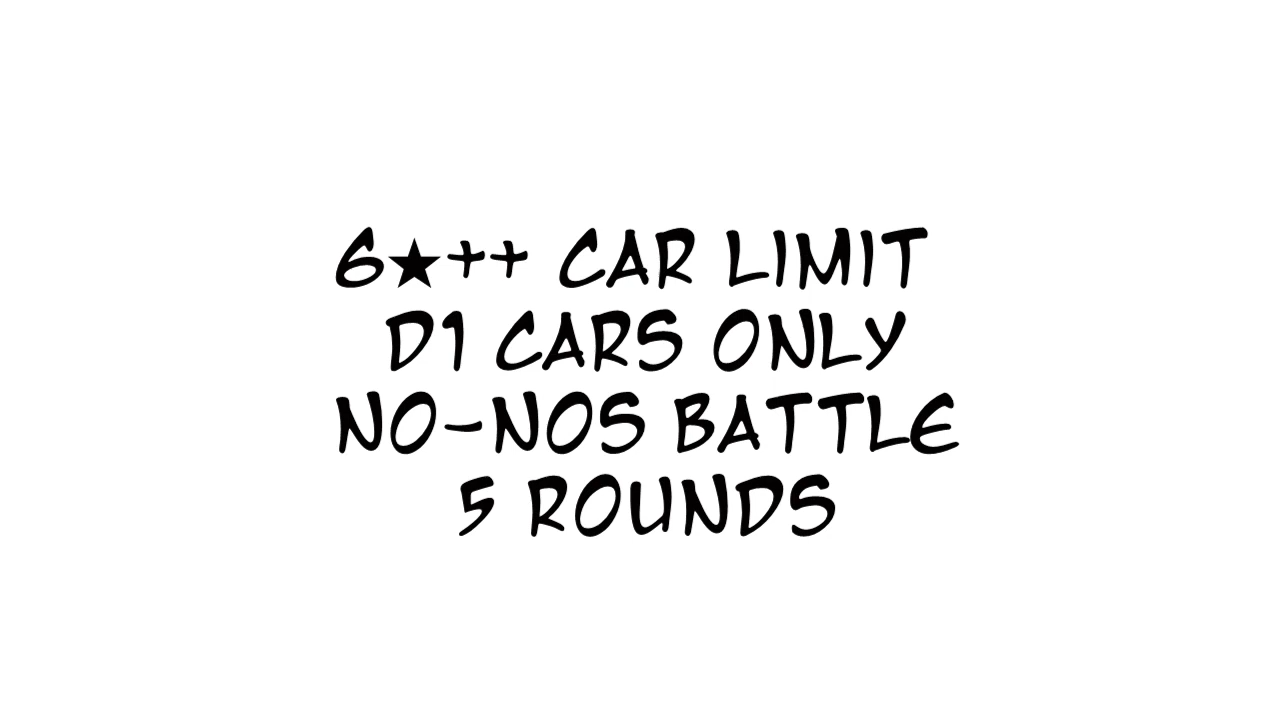 6★++ CAR LIMIT
D1 CARS ONLY
NO-NOS BATTLE
5 ROUNDS